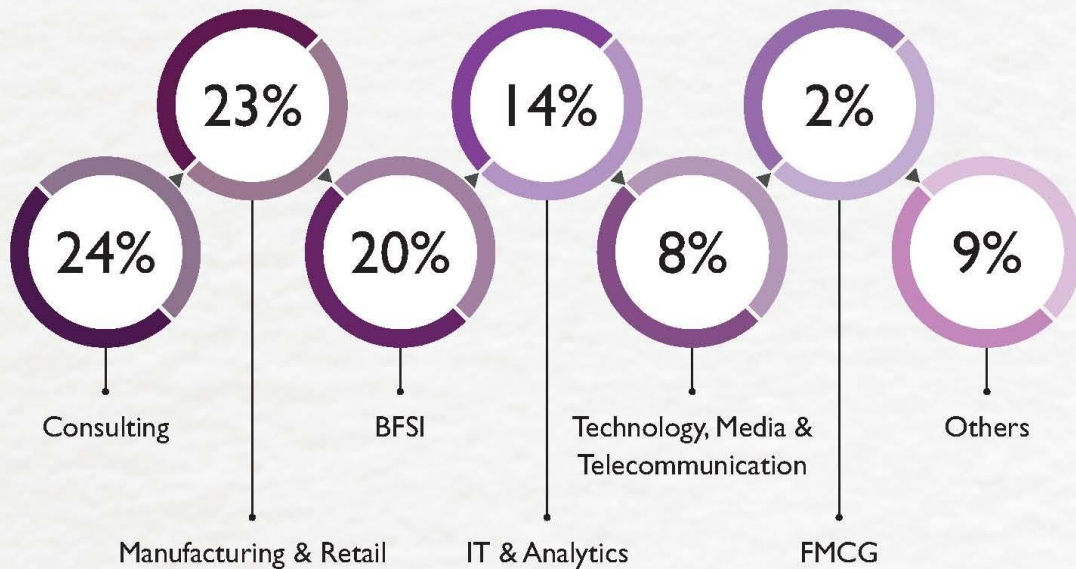 23%
14%
2%
24%
20%
8%
9%
Consulting
BFSI
Technology, Media &
Telecommunication
Others
Manufacturing & Retail
IT & Analytics
FMCG